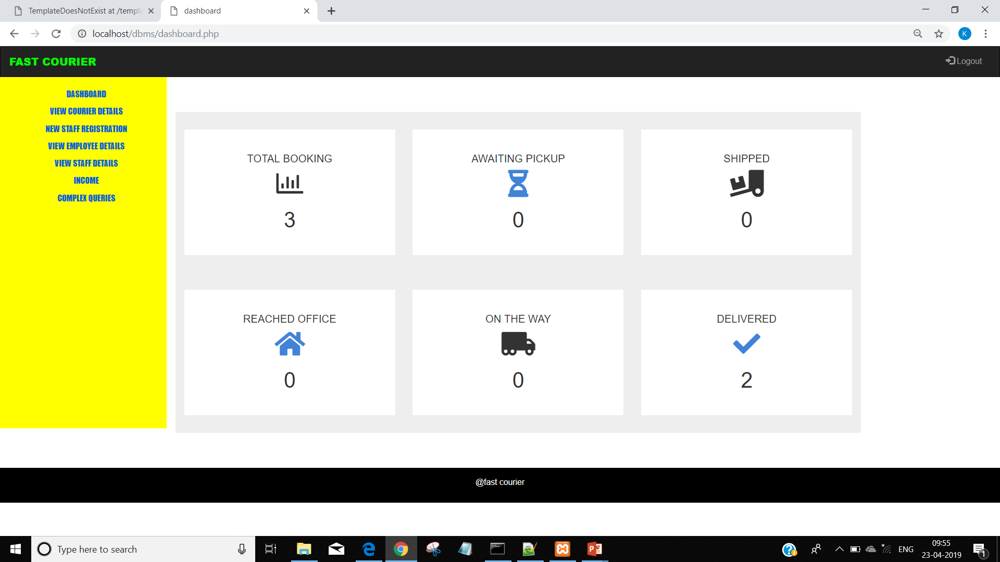 TemplateDoesNotExist at /templa
dashboard
localhost/dbms/dashboard.php
K
FAST COURIER
Logout
DASHBOARD
VIEW COURIER DETAILS
NEW STAFF REGISTRATION
VIEW EMPLOYEE DETAILS
VIEW STAFF DETAILS
INCOME
COMPLEX QUERIES
TOTAL BOOKING
3
AWAITING PICKUP
0
SHIPPED
0
REACHED OFFICE
0
ON THE WAY
0
DELIVERED
2
@fast courier
Type here to search
ENG
09:55
23-04-2019
1